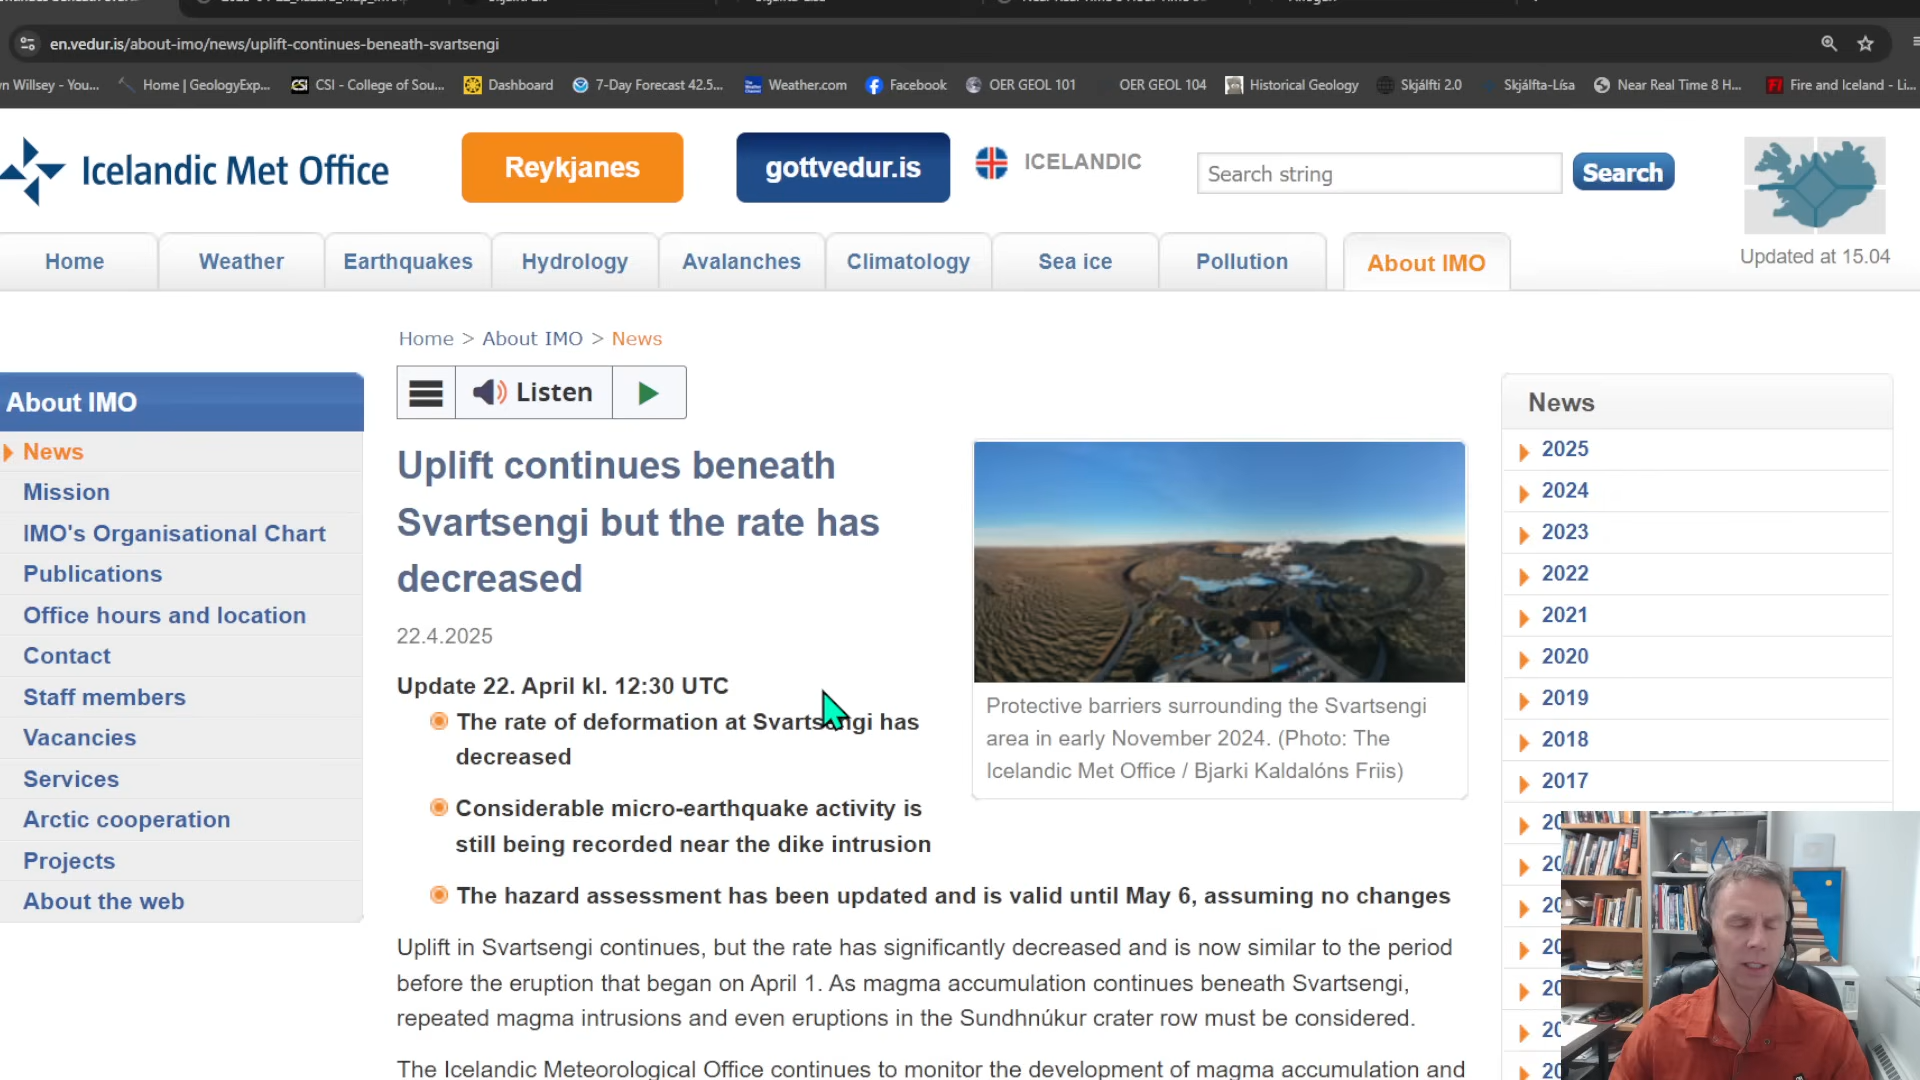 en.vedur.is/about-imo/news/uplift-continues-beneath-svartsengi
n Willsey - You...
Home | GeologyExp...
CSI - College of Sou...
Dashboard
7-Day Forecast 42.5...
Weather.com
Facebook
OER GEOL 101
OER GEOL 104
Historical Geology
Skjálfti 2.0
Skjálfta-Lísa
Near Real Time 8 H...
Fire and Iceland - Li...
Icelandic Met Office
Reykjanes
gottvedur.is
ICELANDIC
Search string
Search
Updated at 15.04
Home
Weather
Earthquakes
Hydrology
Avalanches
Climatology
Sea ice
Pollution
About IMO
Home > About IMO > News
Listen
About IMO
News
Mission
IMO's Organisational Chart
Publications
Office hours and location
Contact
Staff members
Vacancies
Services
Arctic cooperation
Projects
About the web
Uplift continues beneath
Svartsengi but the rate has
decreased
22.4.2025
Update 22. April kl. 12:30 UTC
The rate of deformation at Svartsengi has
decreased
Considerable micro-earthquake activity is
still being recorded near the dike intrusion
The hazard assessment has been updated and is valid until May 6, assuming no changes
Uplift in Svartsengi continues, but the rate has significantly decreased and is now similar to the period
before the eruption that began on April 1. As magma accumulation continues beneath Svartsengi,
repeated magma intrusions and even eruptions in the Sundhnúkur crater row must be considered.
The Icelandic Meteorological Office continues to monitor the development of magma accumulation and
Protective barriers surrounding the Svartsengi
area in early November 2024. (Photo: The
Icelandic Met Office / Bjarki Kaldalóns Friis)
News
2025
2024
2023
2022
2021
2020
2019
2018
2017